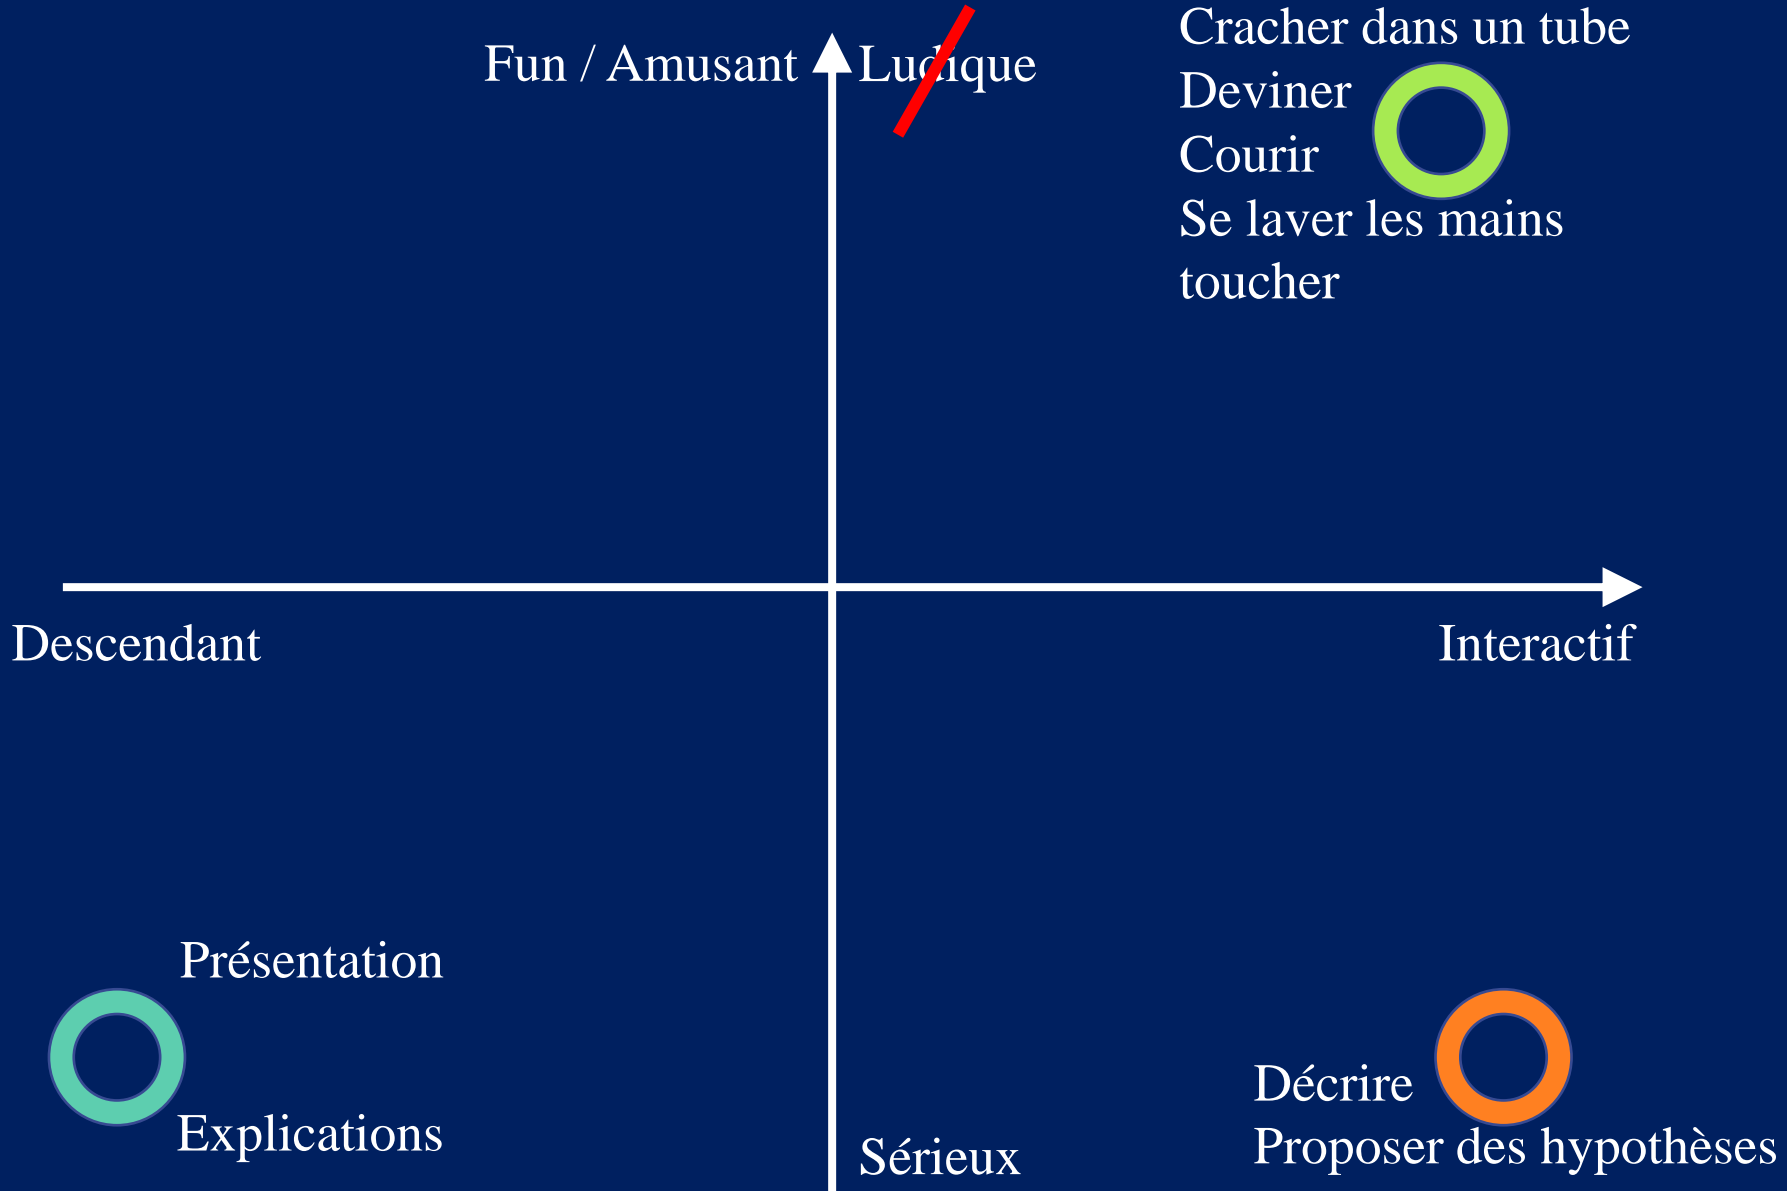 Fun / Amusant
Ludique
Cracher dans un tube
Deviner
Courir
Se laver les mains
toucher
Descendant
Interactif
Présentation
Explications
Décrire
Proposer des hypothèses
Sérieux